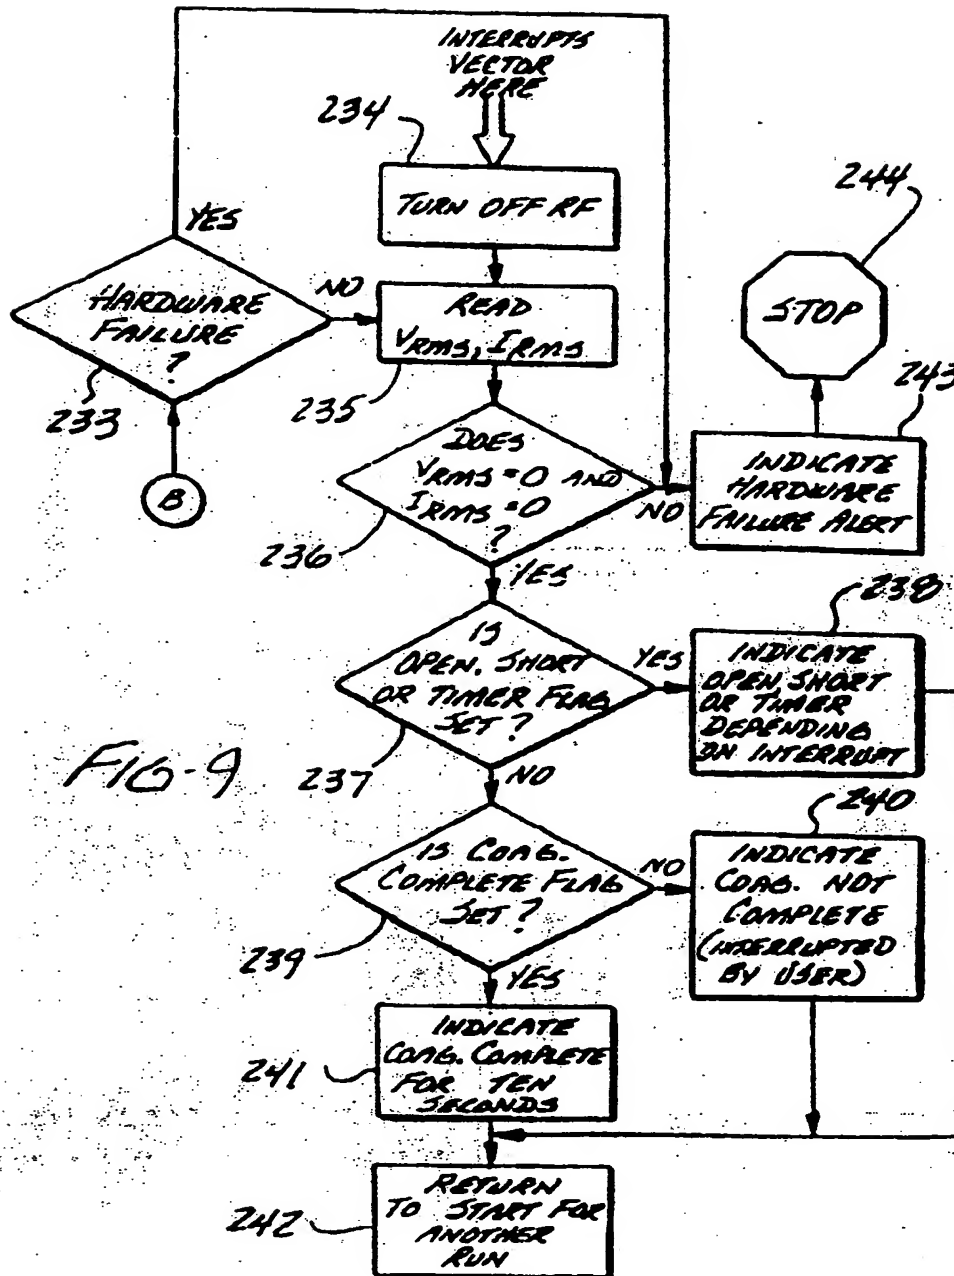 INTERRUPTS
VECTOR
HERE
234
TURN OFF RF
244
STOP
YES
HARDWARE
FAILURE
?
NO
233
B
READ
VRMS, IRMS
235
243
INDICATE
HARDWARE
FAILURE ALERT
DOES
VRMS=0 AND
IRMS=0
?
NO
236
YES
238
IS
OPEN. SHORT
OR TIMER FLAG
SET?
YES
INDICATE
OPEN, SHORT
OR TIMER
DEPENDING
ON INTERRUPT
FIG-9
237
NO
240
IS COAG.
COMPLETE FLAG
SET?
NO
INDICATE
COAG. NOT
COMPLETE
(INTERRUPTED
BY USER)
239
YES
INDICATE
COAG. COMPLETE
FOR TEN
SECONDS
241
RETURN
TO START FOR
ANOTHER
RUN
242